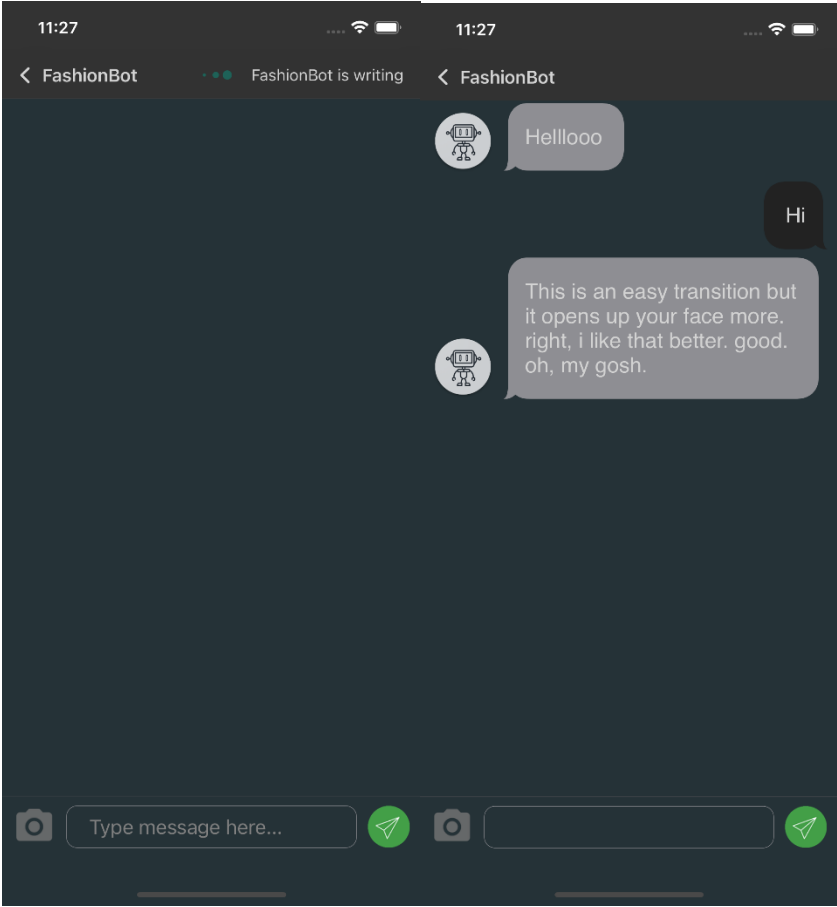 11:27
FashionBot
FashionBot is writing
Type message here...
11:27
FashionBot
Helllooo
Hi
This is an easy transition but
it opens up your face more.
right, i like that better. good.
oh, my gosh.